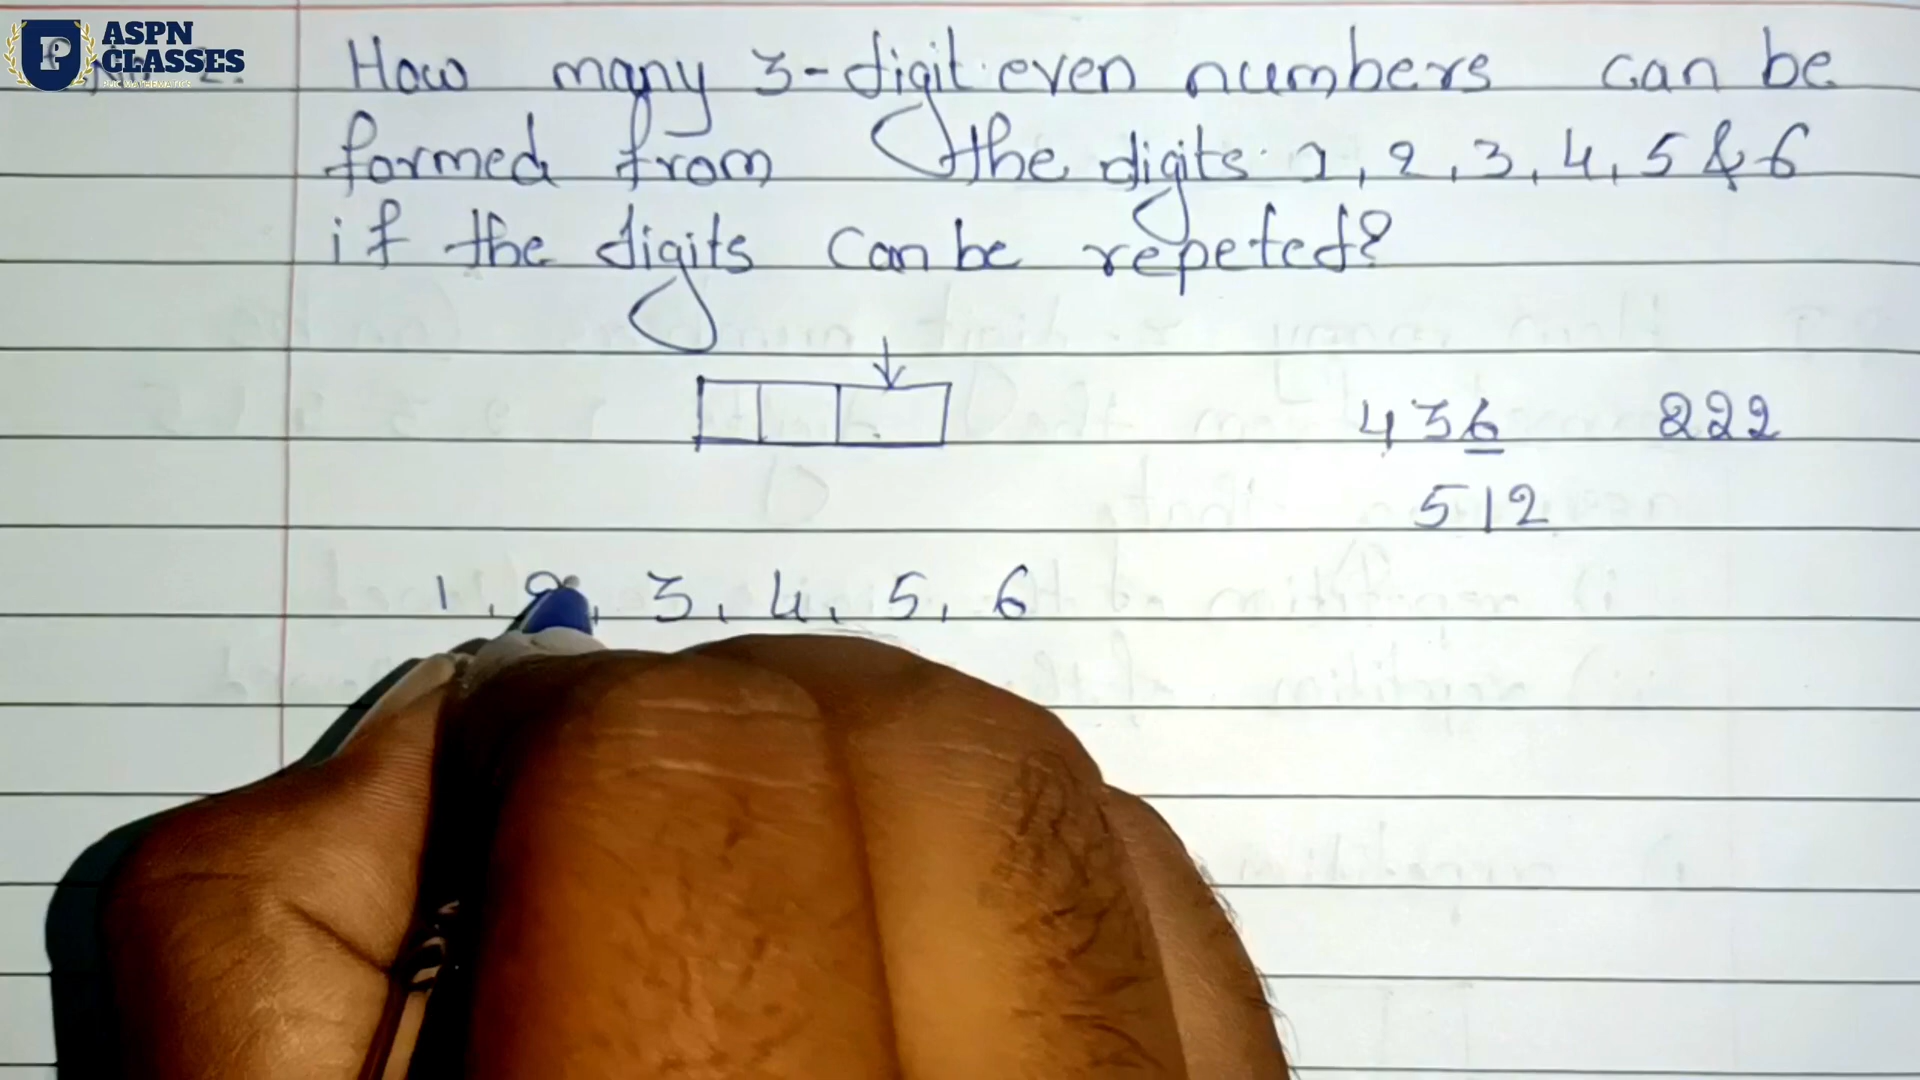 ASPN
CLASSES
How many 3-digit even numbers can be
formed from the digits 1, 2, 3, 4, 5 & 6
if the digits can be repeted?
436 222
512
1, 2, 3, 4, 5, 6